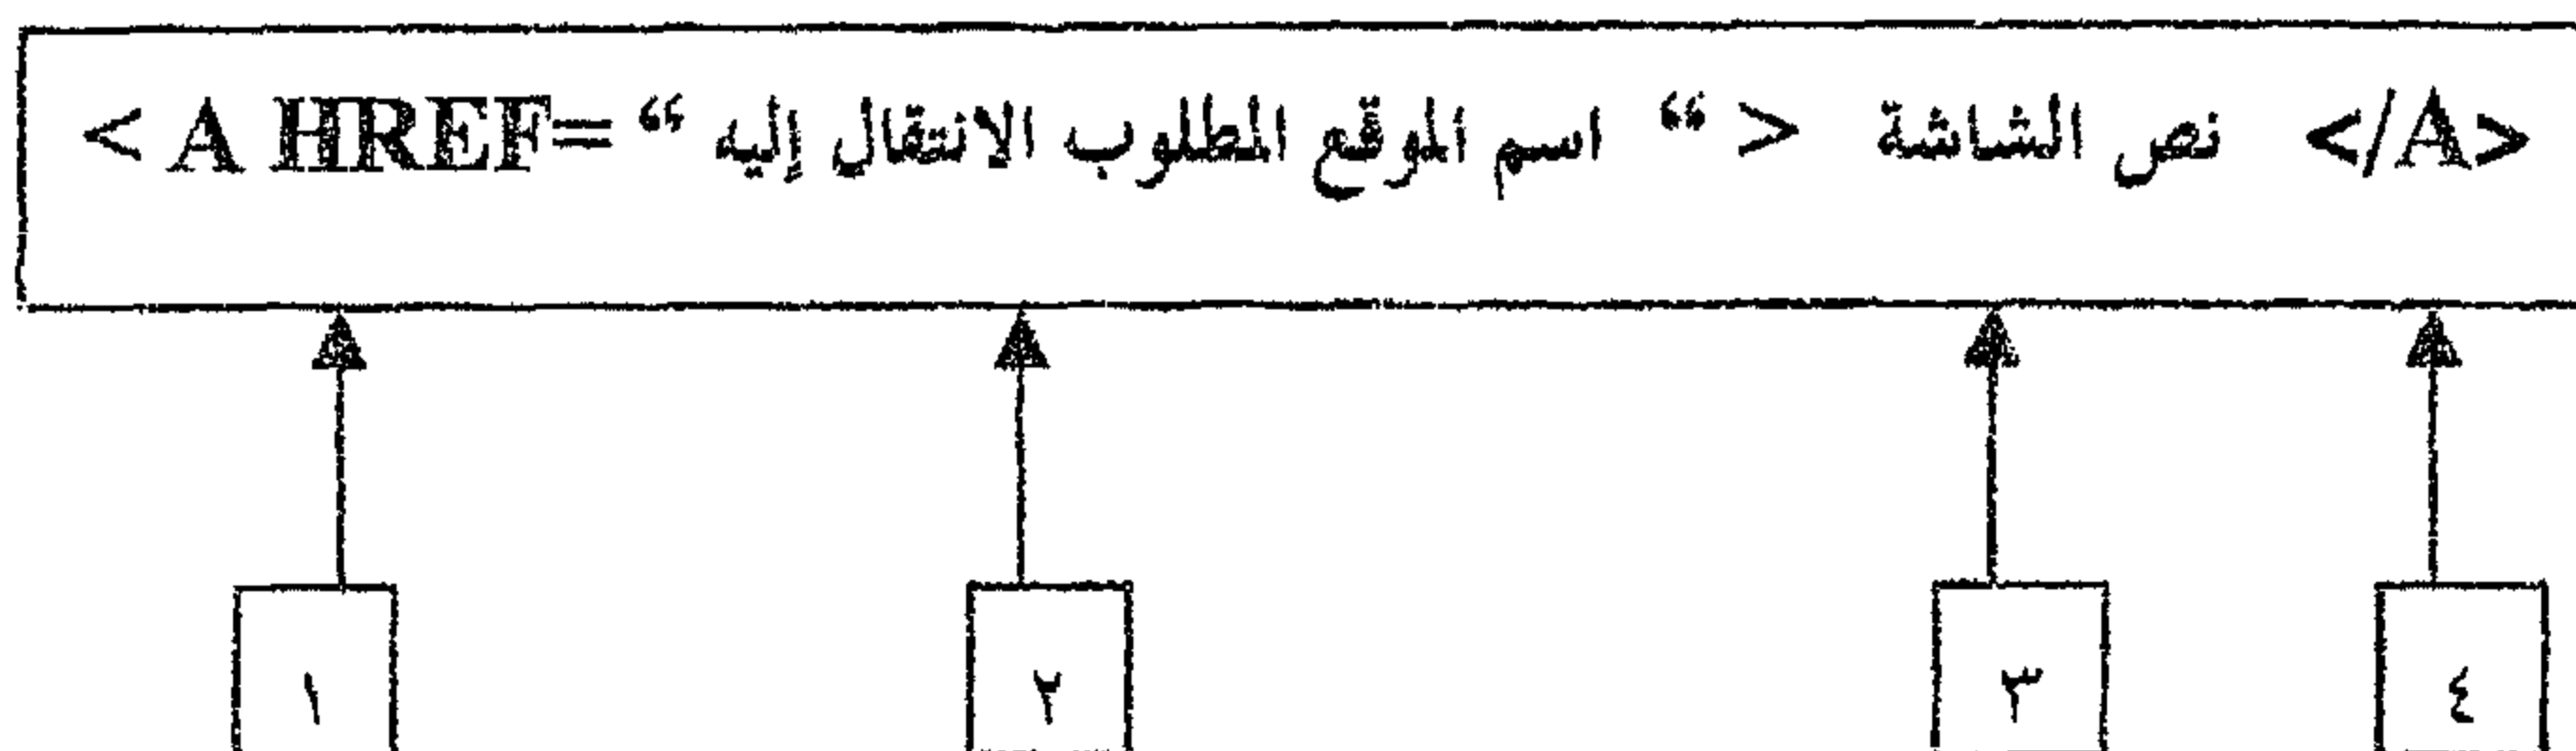 < A HREF= “ اسم الموقع المطلوب الانتقال إليه “ > نص الشاشة </A>
١ ٢ ٣ ٤